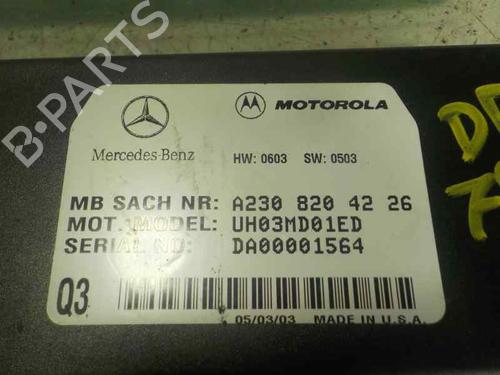 MOTOROLA
Mercedes-Benz
HW: 0603 SW: 0503
MB SACH NR: A230 820 42 26
MOT. MODEL: UH03MD01ED
SERIAL NO: DA00001564
Q3
05/03/03 MADE IN U.S.A.
B-PARTS